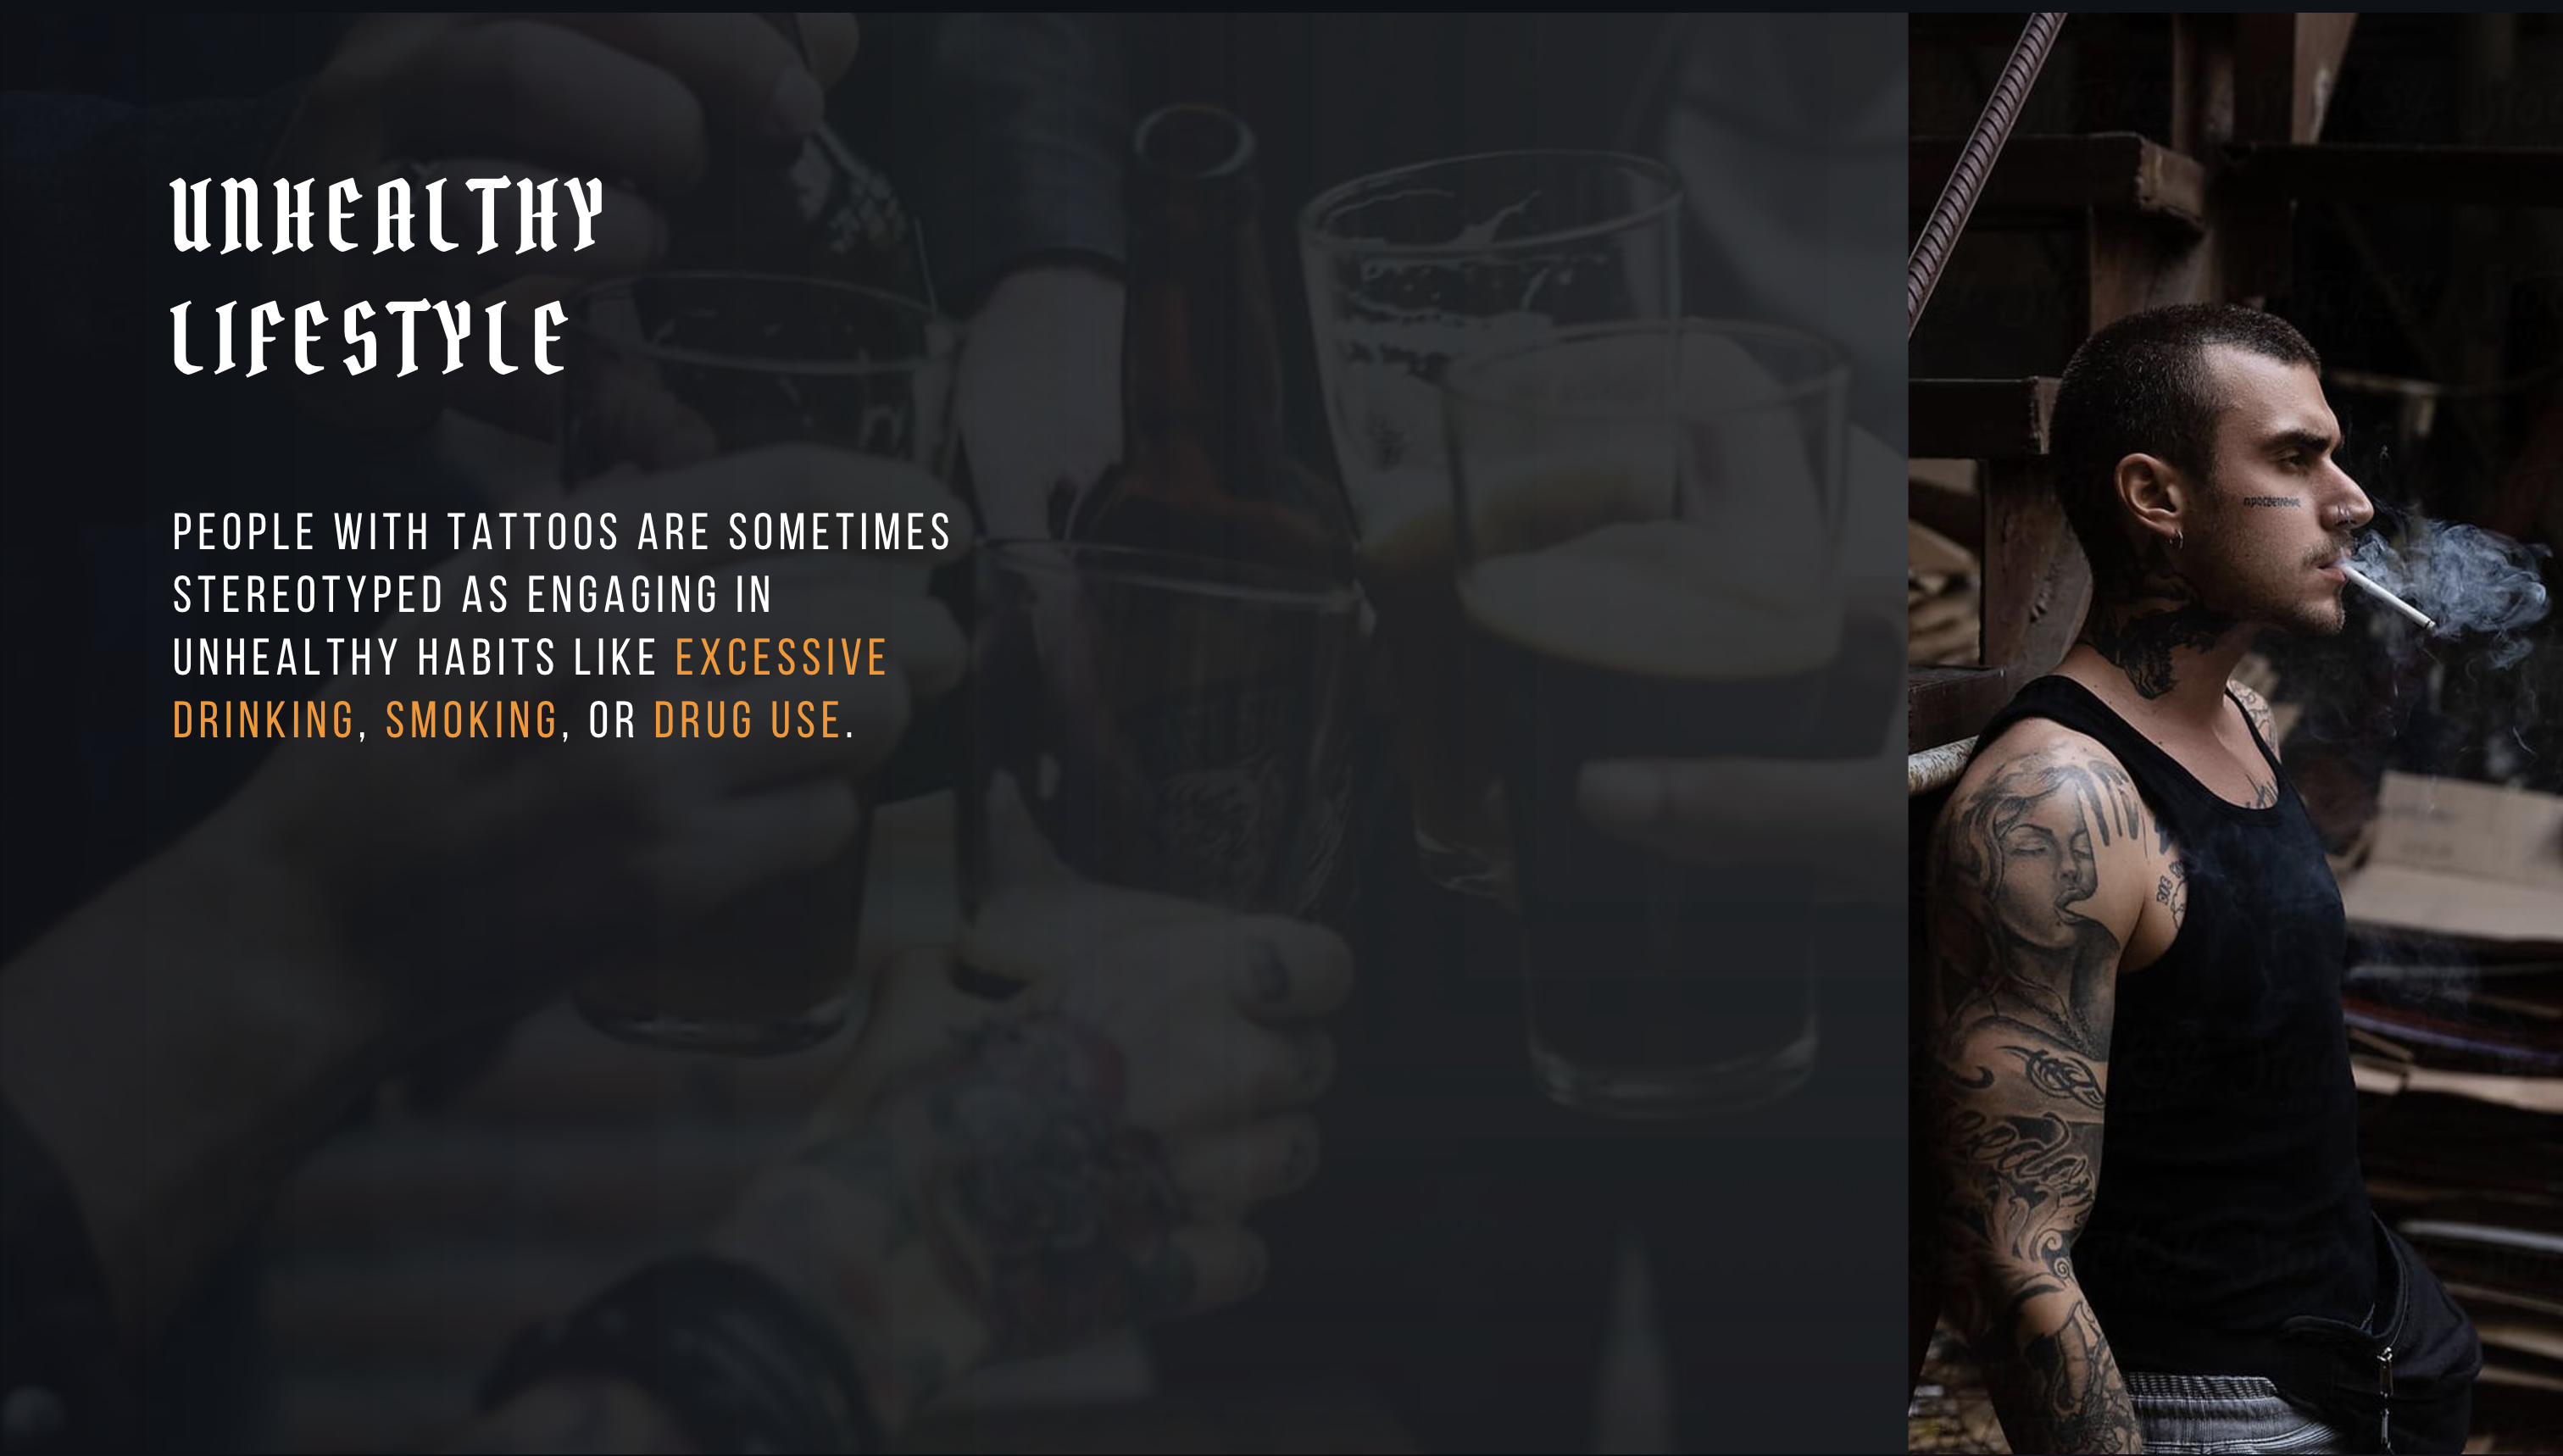 UNHEALTHY
LIFESTYLE
PEOPLE WITH TATTOOS ARE SOMETIMES
STEREOTYPED AS ENGAGING IN
UNHEALTHY HABITS LIKE EXCESSIVE
DRINKING, SMOKING, OR DRUG USE.
просветление